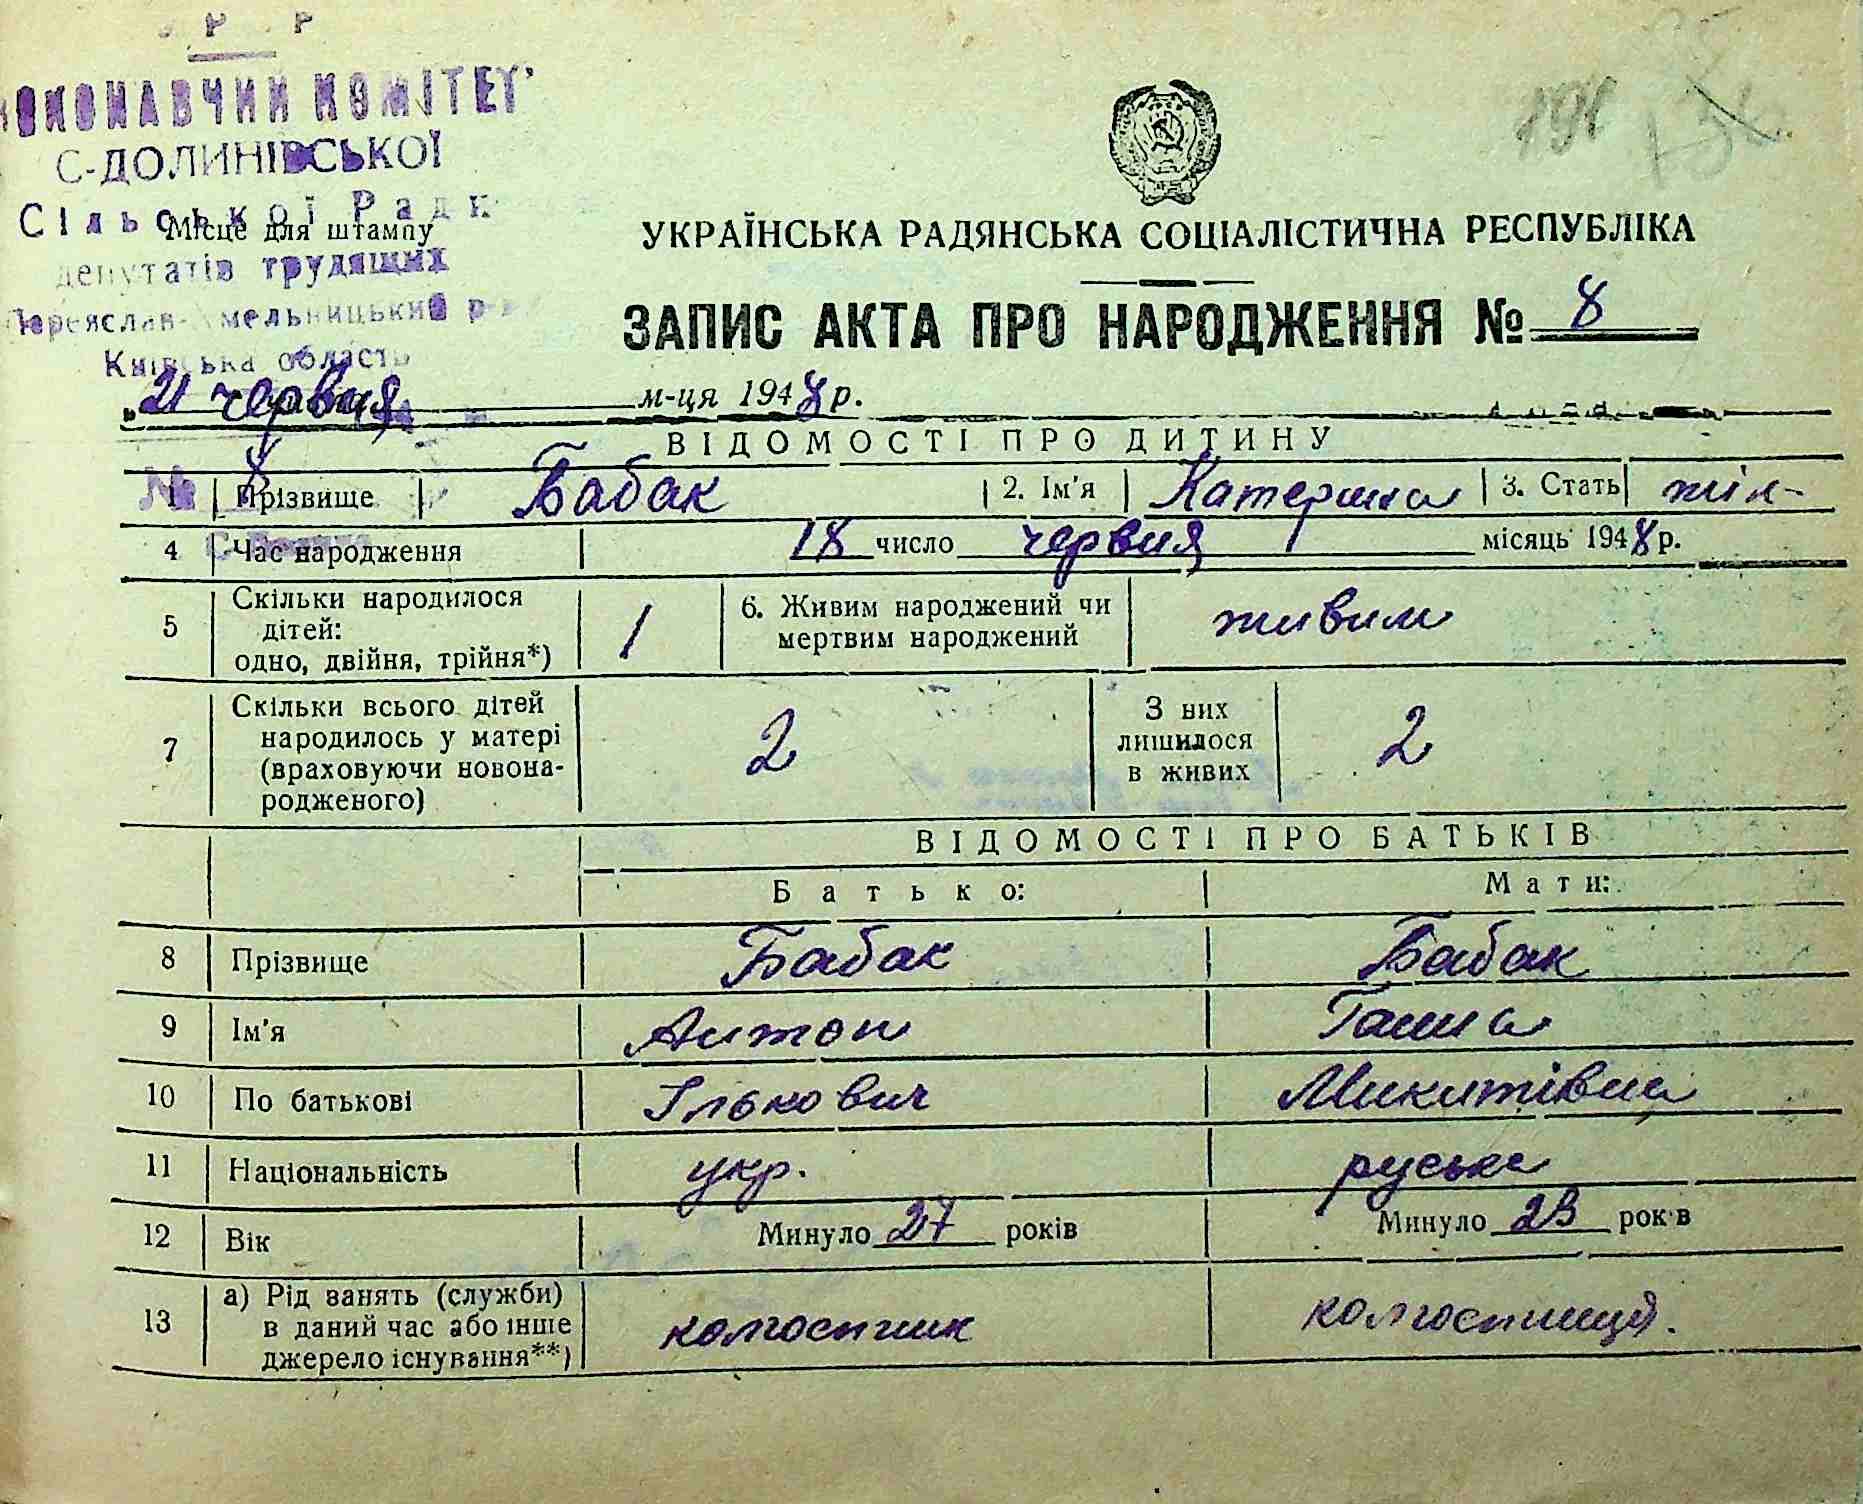 ВИКОНАВЧИЙ КОМІТЕТ
С-ДОЛИНІВСЬКОЇ
Сільської Ради
Місце для штампу
депутатів трудящих
Переяслав-Хмельницький р
Київська область
УКРАЇНСЬКА РАДЯНСЬКА СОЦІАЛІСТИЧНА РЕСПУБЛІКА
ЗАПИС АКТА ПРО НАРОДЖЕННЯ № 8
„21 червня м-ця 1948 р.
ВІДОМОСТІ ПРО ДИТИНУ
№ 8
1 Прізвище Бабак 2. Ім'я Катерина 3. Стать жін-
4 Час народження 18 число червня місяць 1948 р.
5 Скільки народилося дітей: одно, двійня, трійня*) 1 6. Живим народжений чи мертвим народжений живим
7 Скільки всього дітей народилось у матері (враховуючи новонародженого) 2 З них лишилося в живих 2
ВІДОМОСТІ ПРО БАТЬКІВ
Батько: Мати:
8 Прізвище Бабак Бабак
9 Ім'я Антон Ганна
10 По батькові Ількович Микитівна
11 Національність укр. руська
12 Вік Минуло 27 років Минуло 23 років
13 а) Рід занять (служби) в даний час або інше джерело існування**) колгоспник колгоспниця.